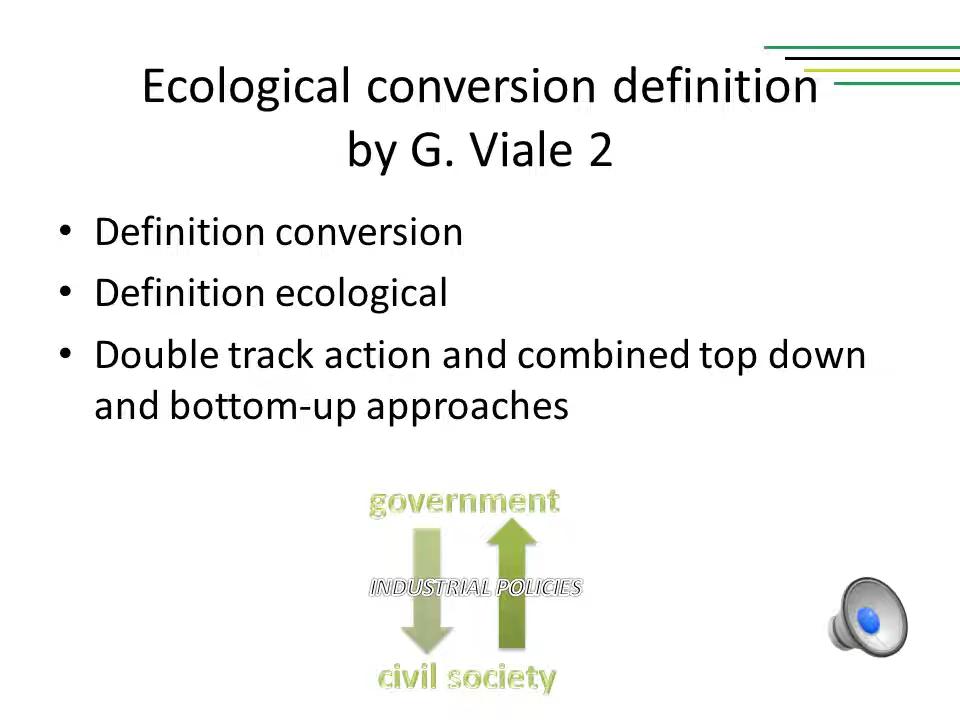 Ecological conversion definition
by G. Viale 2
• Definition conversion
• Definition ecological
• Double track action and combined top down
and bottom-up approaches
government
INDUSTRIAL POLICIES
civil society